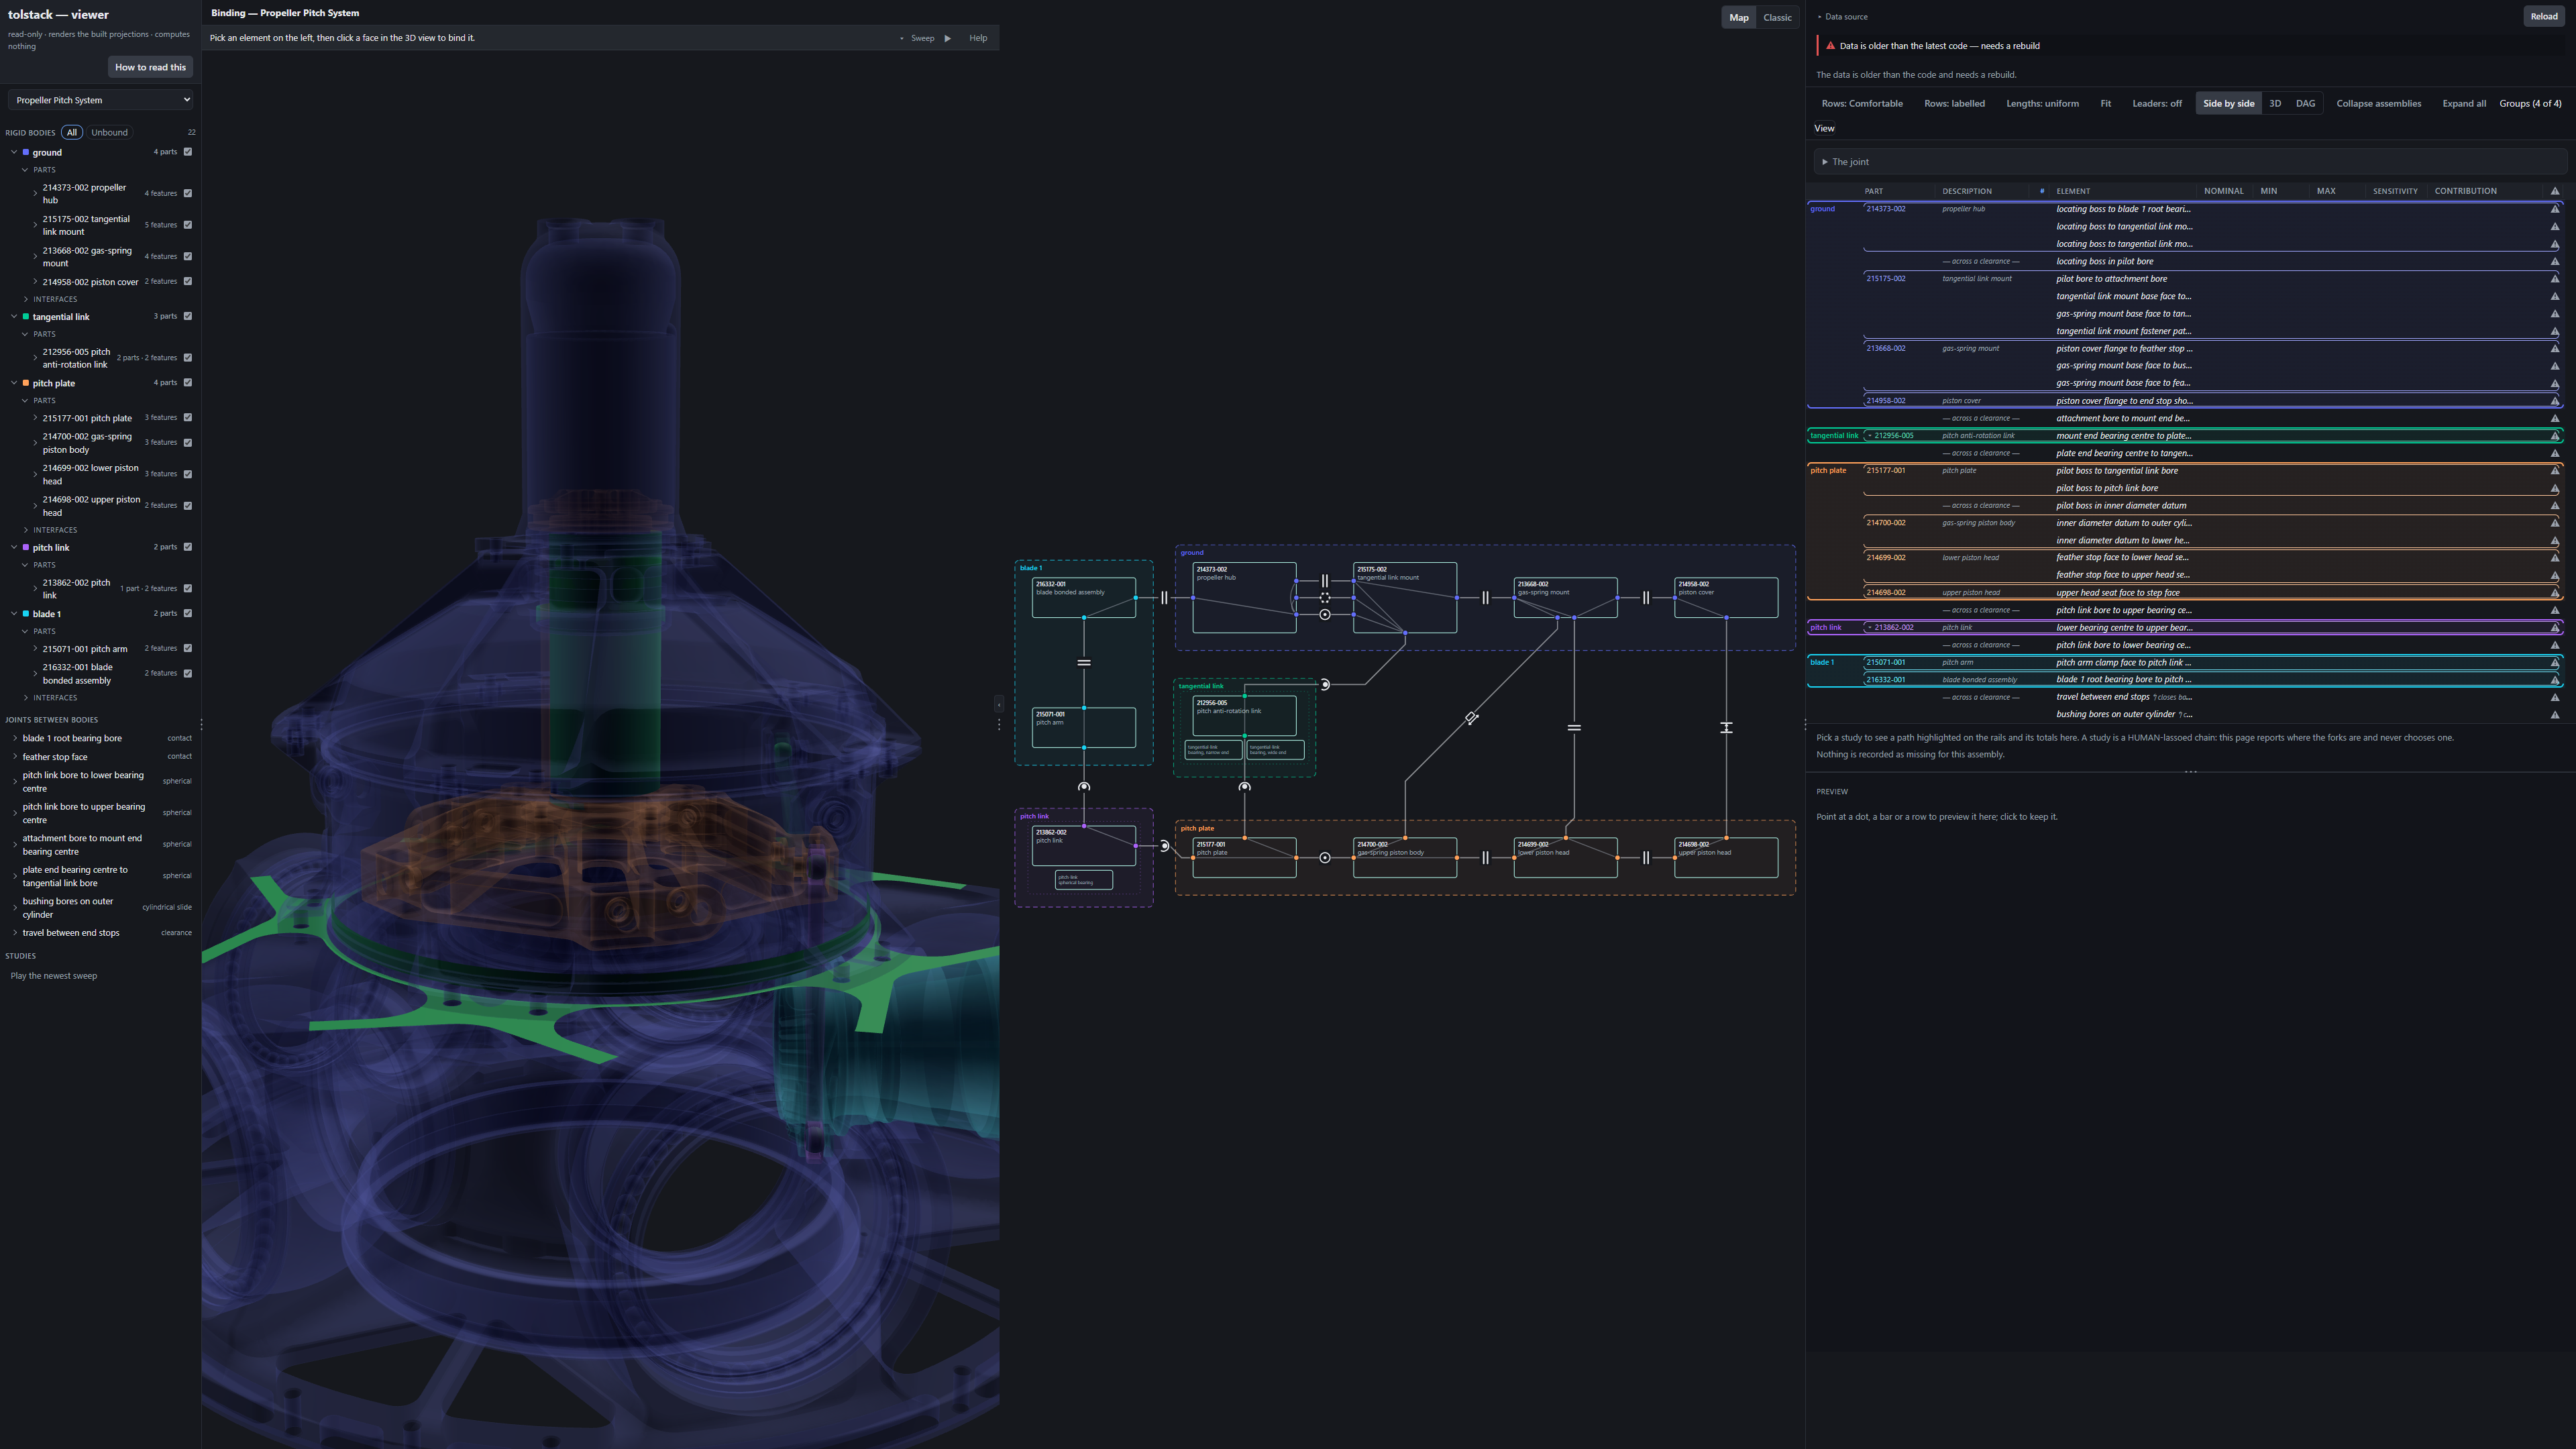 tolstack — viewer
read-only · renders the built projections · computes
nothing
How to read this
Propeller Pitch System
RIGID BODIES All Unbound 22
ground 4 parts
PARTS
214373-002 propeller
hub
4 features
215175-002 tangential
link mount
5 features
213668-002 gas-spring
mount
4 features
214958-002 piston cover 2 features
INTERFACES
tangential link 3 parts
PARTS
212956-005 pitch
anti-rotation link
2 parts · 2 features
pitch plate 4 parts
PARTS
215177-001 pitch plate 3 features
214700-002 gas-spring
piston body
3 features
214699-002 lower piston
head
3 features
214698-002 upper piston
head
2 features
INTERFACES
pitch link 2 parts
PARTS
213862-002 pitch
link
1 part · 2 features
blade 1 2 parts
PARTS
215071-001 pitch arm 2 features
216332-001 blade
bonded assembly
2 features
INTERFACES
JOINTS BETWEEN BODIES
blade 1 root bearing bore contact
feather stop face contact
pitch link bore to lower bearing
centre
spherical
pitch link bore to upper bearing
centre
spherical
attachment bore to mount end
bearing centre
spherical
plate end bearing centre to
tangential link bore
spherical
bushing bores on outer
cylinder
cylindrical slide
travel between end stops clearance
STUDIES
Play the newest sweep
Binding — Propeller Pitch System
Pick an element on the left, then click a face in the 3D view to bind it.
Sweep
Help
Map Classic
blade 1
216332-001
blade bonded assembly
215071-001
pitch arm
ground
214373-002
propeller hub
215175-002
tangential link mount
213668-002
gas-spring mount
214958-002
piston cover
tangential link
212956-005
pitch anti-rotation link
tangential link
bearing, narrow end
tangential link
bearing, wide end
pitch link
213862-002
pitch link
pitch link
spherical bearing
pitch plate
215177-001
pitch plate
214700-002
gas-spring piston body
214699-002
lower piston head
214698-002
upper piston head
Data source
Reload
Data is older than the latest code — needs a rebuild
The data is older than the code and needs a rebuild.
Rows: Comfortable Rows: labelled Lengths: uniform Fit Leaders: off Side by side 3D DAG Collapse assemblies Expand all Groups (4 of 4)
View
The joint
PART DESCRIPTION # ELEMENT NOMINAL MIN MAX SENSITIVITY CONTRIBUTION
ground 214373-002 propeller hub locating boss to blade 1 root beari...
locating boss to tangential link mo...
locating boss to tangential link mo...
— across a clearance — locating boss in pilot bore
215175-002 tangential link mount pilot bore to attachment bore
tangential link mount base face to...
gas-spring mount base face to tan...
tangential link mount fastener pat...
213668-002 gas-spring mount piston cover flange to feather stop ...
gas-spring mount base face to bus...
gas-spring mount base face to fea...
214958-002 piston cover piston cover flange to end stop sho...
— across a clearance — attachment bore to mount end be...
tangential link 212956-005 pitch anti-rotation link mount end bearing centre to plate...
— across a clearance — plate end bearing centre to tangen...
pitch plate 215177-001 pitch plate pilot boss to tangential link bore
pilot boss to pitch link bore
— across a clearance — pilot boss in inner diameter datum
214700-002 gas-spring piston body inner diameter datum to outer cyli...
inner diameter datum to lower he...
214699-002 lower piston head feather stop face to lower head se...
feather stop face to upper head se...
214698-002 upper piston head upper head seat face to step face
— across a clearance — pitch link bore to upper bearing ce...
pitch link 213862-002 pitch link lower bearing centre to upper bear...
— across a clearance — pitch link bore to lower bearing ce...
blade 1 215071-001 pitch arm pitch arm clamp face to pitch link ...
216332-001 blade bonded assembly blade 1 root bearing bore to pitch ...
— across a clearance — travel between end stops closes bo...
bushing bores on outer cylinder
Pick a study to see a path highlighted on the rails and its totals here. A study is a HUMAN-lassoed chain: this page reports where the forks are and never chooses one.
Nothing is recorded as missing for this assembly.
PREVIEW
Point at a dot, a bar or a row to preview it here; click to keep it.